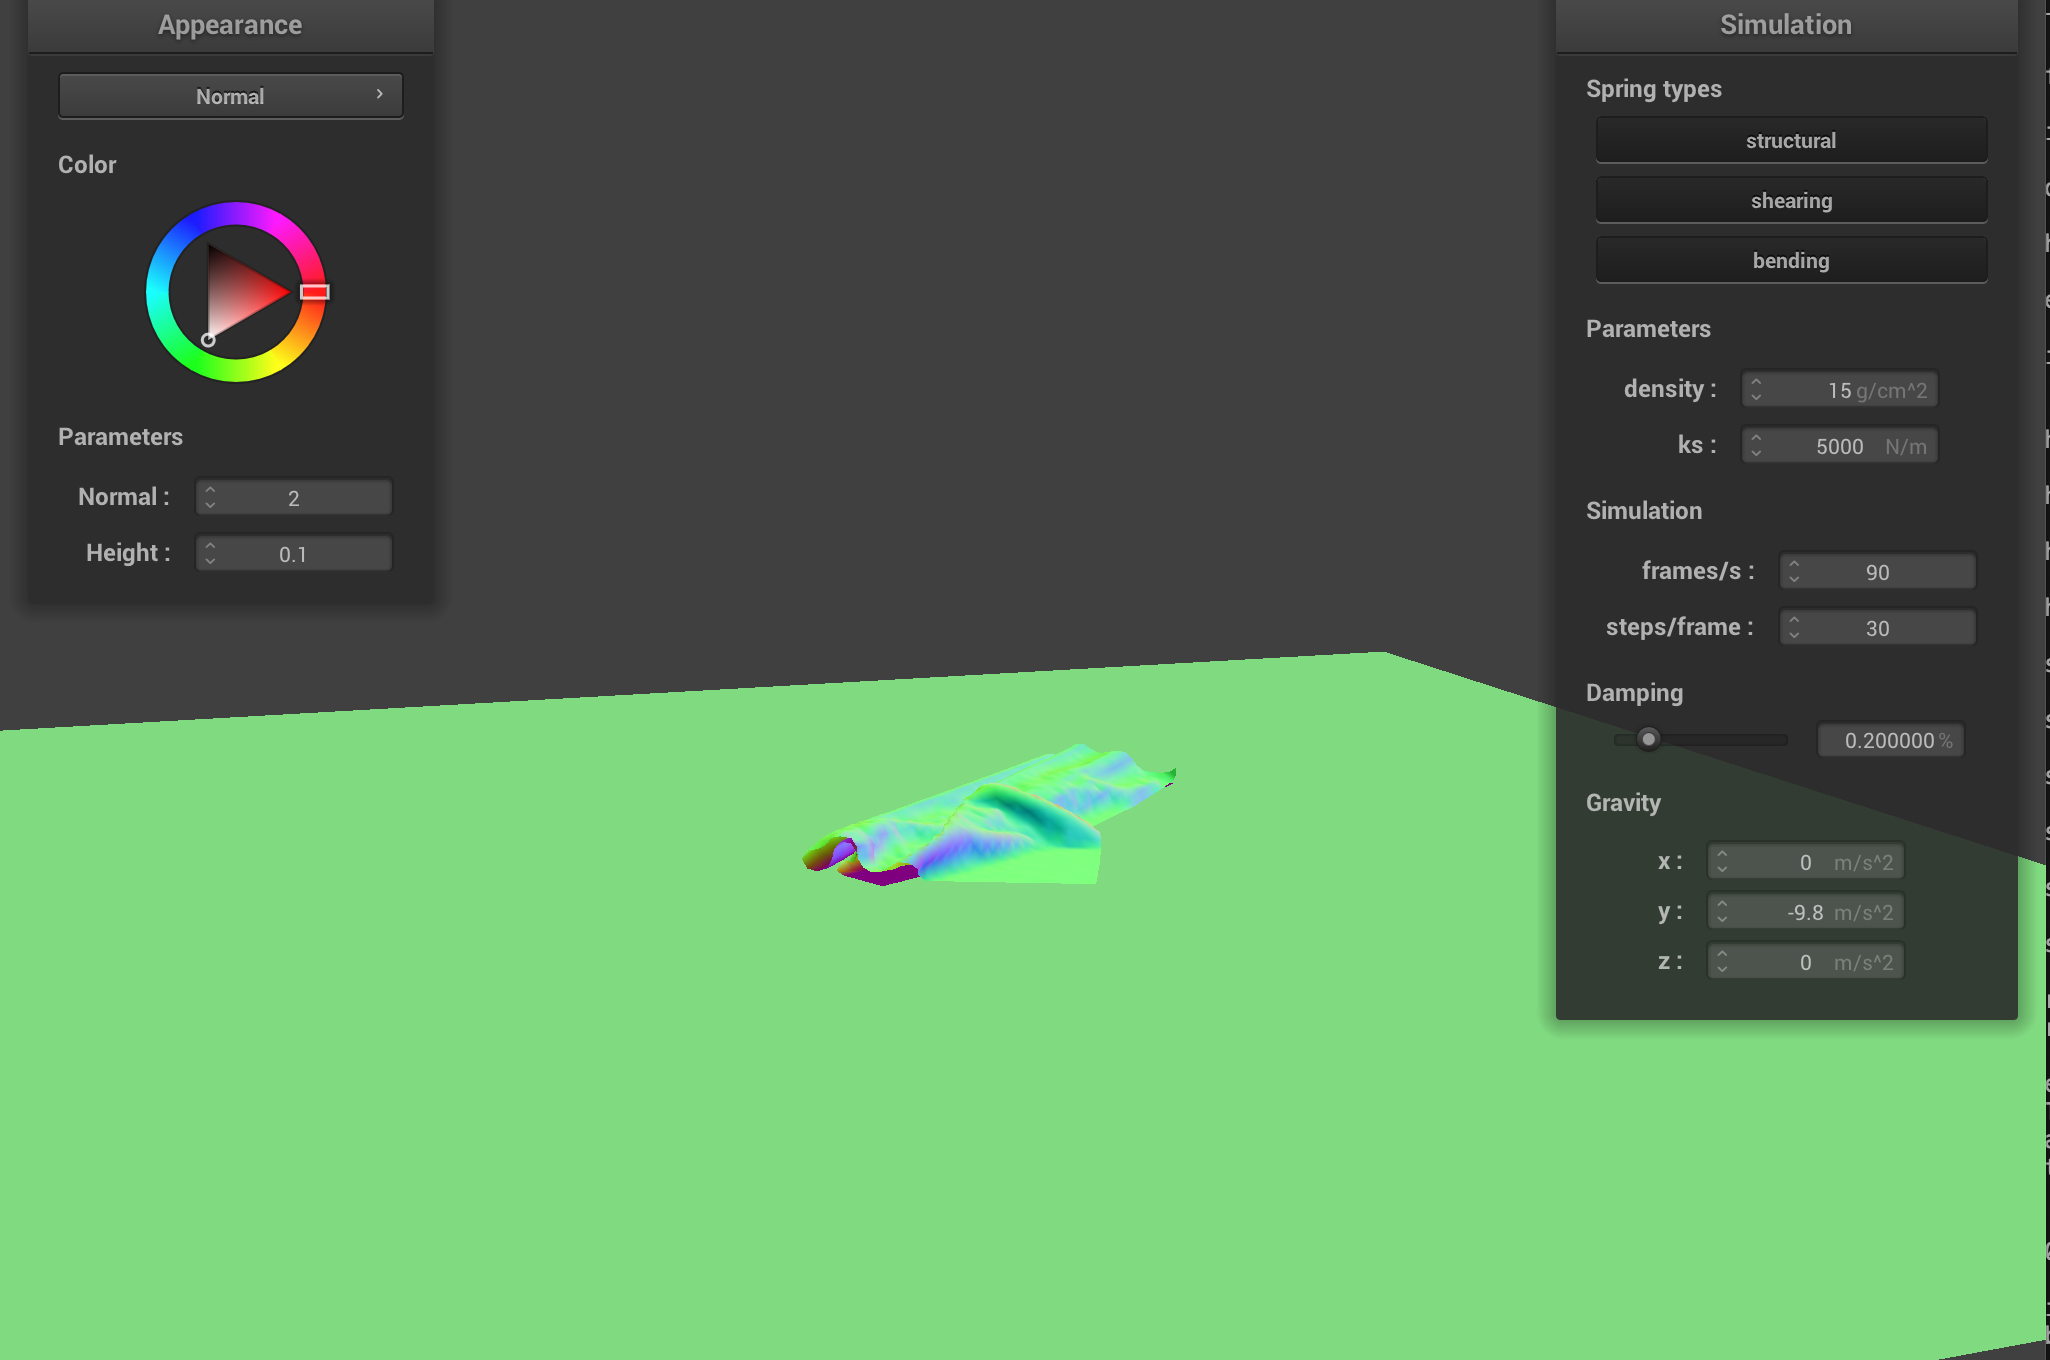 Appearance
Normal
Color
Parameters
Normal : 2
Height : 0.1
Simulation
Spring types
structural
shearing
bending
Parameters
density : 15 g/cm^2
ks : 5000 N/m
Simulation
frames/s : 90
steps/frame : 30
Damping
0.200000 %
Gravity
x : 0 m/s^2
y : -9.8 m/s^2
z : 0 m/s^2